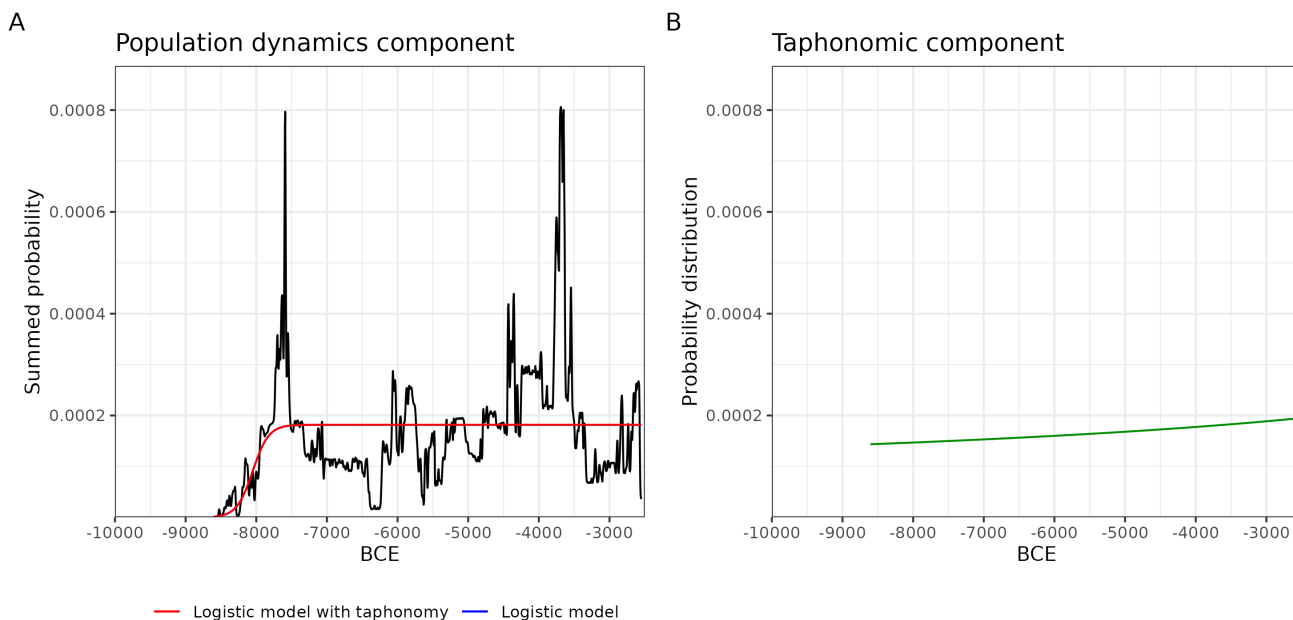 A
Population dynamics component
Summed probability
0.0008
0.0006
0.0004
0.0002
-10000 -9000 -8000 -7000 -6000 -5000 -4000 -3000
BCE
Logistic model with taphonomy Logistic model
B
Taphonomic component
Probability distribution
0.0008
0.0006
0.0004
0.0002
-10000 -9000 -8000 -7000 -6000 -5000 -4000 -3000
BCE